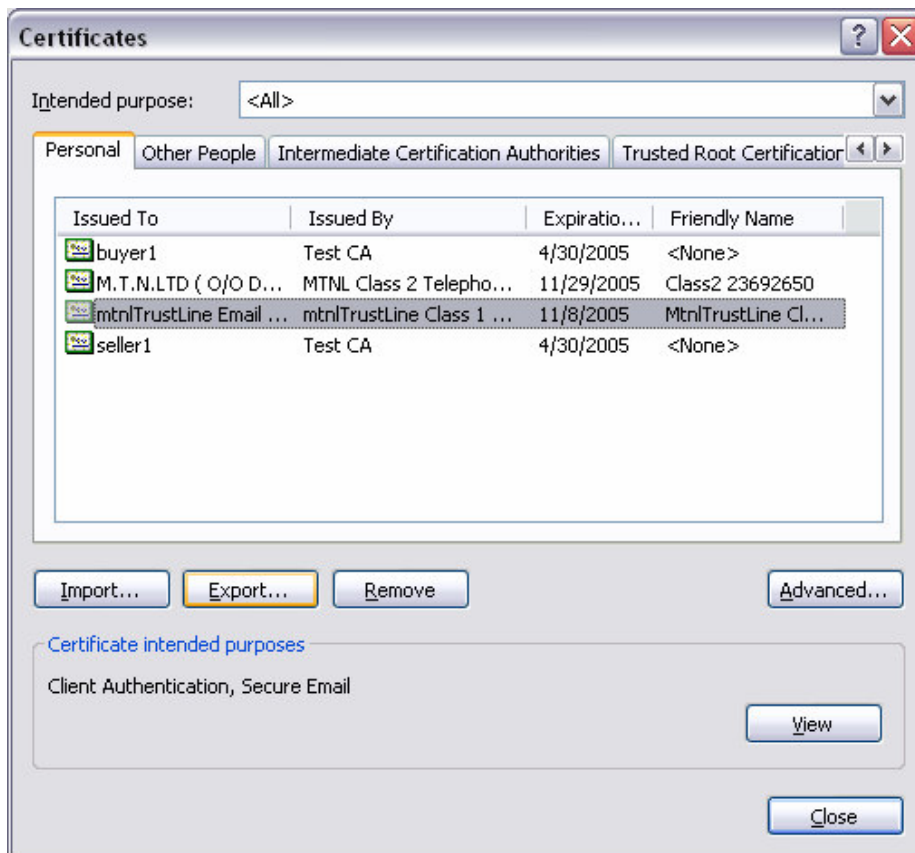 Certificates
Intended purpose: <All>
Personal Other People Intermediate Certification Authorities Trusted Root Certification
Issued To Issued By Expiratio... Friendly Name
buyer1 Test CA 4/30/2005 <None>
M.T.N.LTD ( O/O D... MTNL Class 2 Telepho... 11/29/2005 Class2 23692650
mtnlTrustLine Email ... mtnlTrustLine Class 1 ... 11/8/2005 MtnlTrustLine Cl...
seller1 Test CA 4/30/2005 <None>
Import... Export... Remove Advanced...
Certificate intended purposes
Client Authentication, Secure Email
View
Close